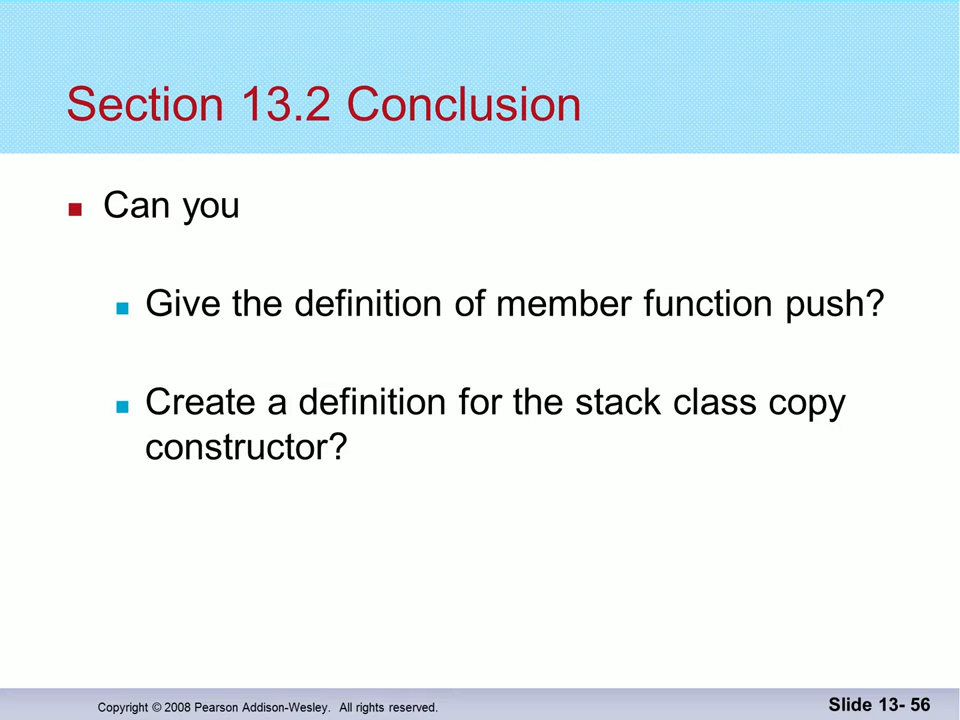 Section 13.2 Conclusion
Can you
Give the definition of member function push?
Create a definition for the stack class copy
constructor?
Copyright © 2008 Pearson Addison-Wesley. All rights reserved.
Slide 13- 56